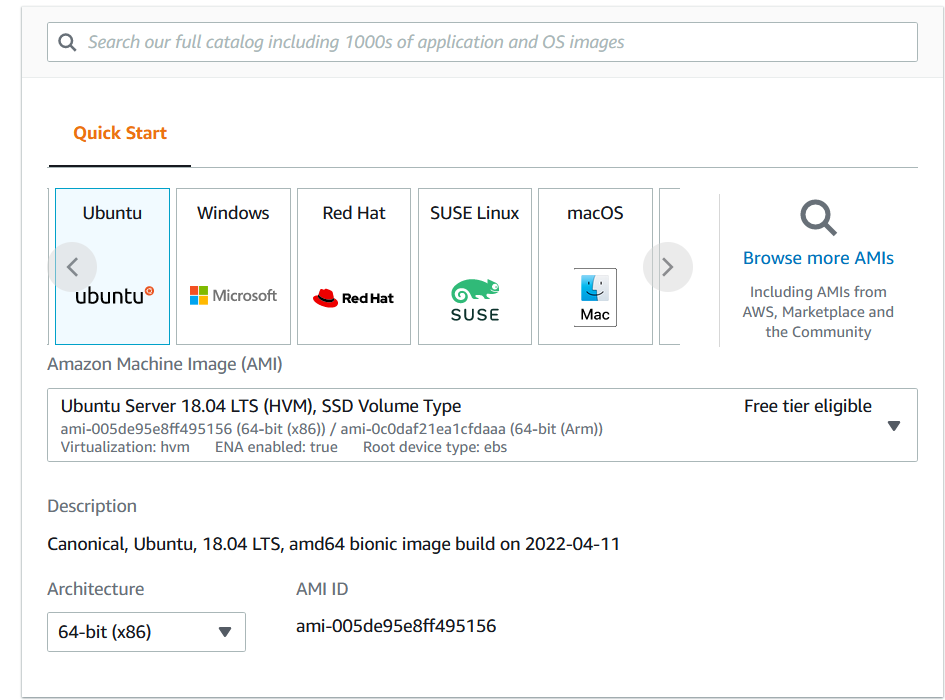 Search our full catalog including 1000s of application and OS images
Quick Start
Ubuntu
ubuntu
Windows
Microsoft
Red Hat
Red Hat
SUSE Linux
SUSE
macOS
Mac
Browse more AMIs
Including AMIs from
AWS, Marketplace and
the Community
Amazon Machine Image (AMI)
Ubuntu Server 18.04 LTS (HVM), SSD Volume Type
Free tier eligible
ami-005de95e8ff495156 (64-bit (x86)) / ami-0c0daf21ea1cfdaaa (64-bit (Arm))
Virtualization: hvm ENA enabled: true Root device type: ebs
Description
Canonical, Ubuntu, 18.04 LTS, amd64 bionic image build on 2022-04-11
Architecture
64-bit (x86)
AMI ID
ami-005de95e8ff495156